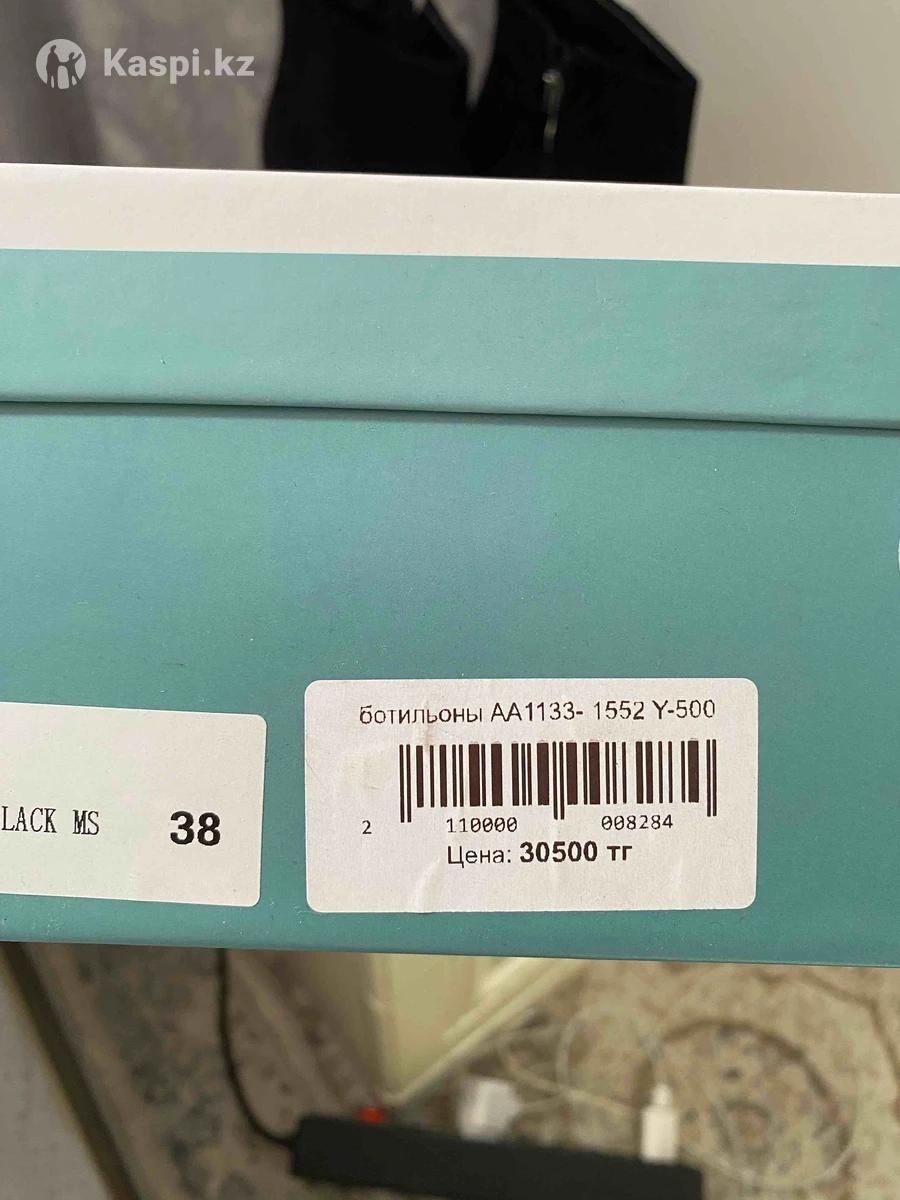 Kaspi.kz
ботильоны AA1133- 1552 Y-500
2 110000 008284
Цена: 30500 тг
LACK MS 38